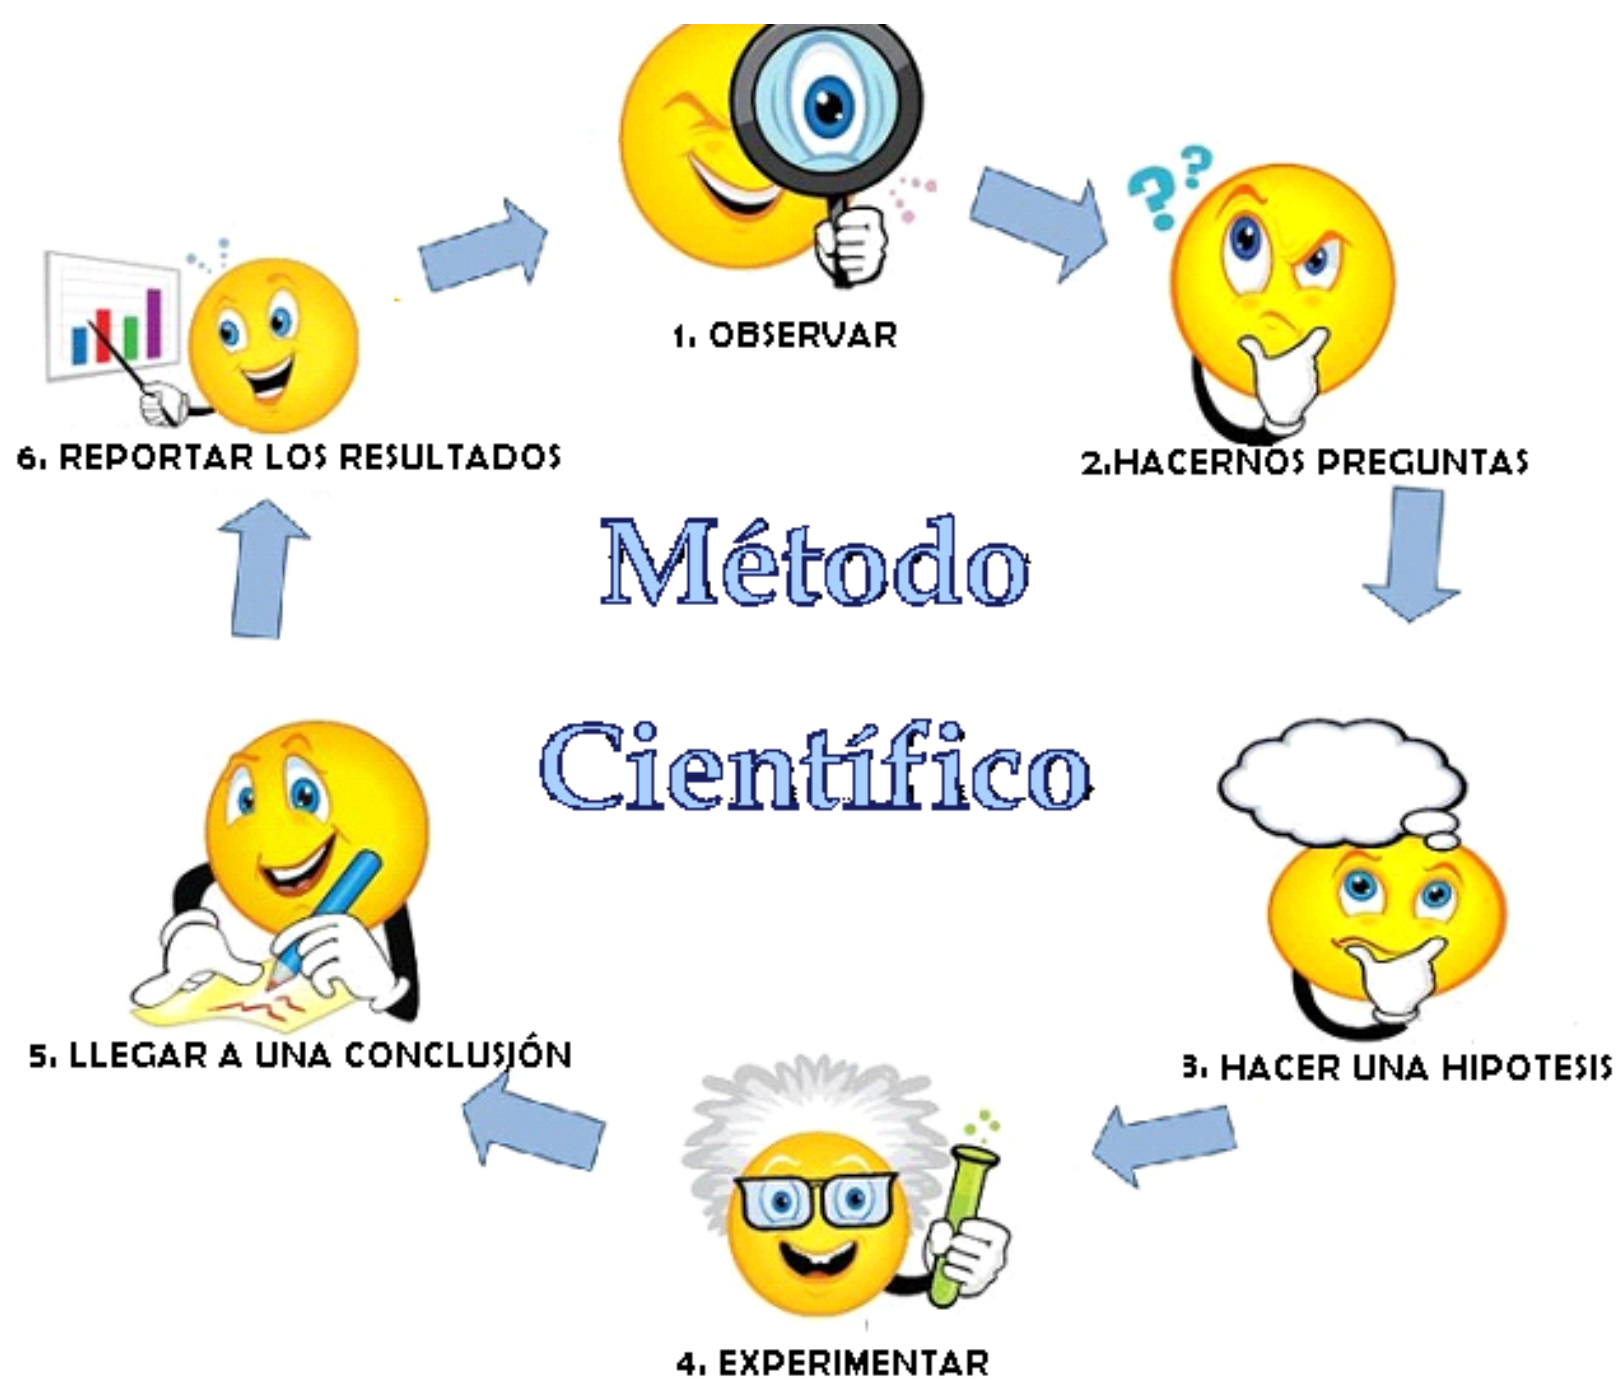 1. OBSERVAR
2.HACERNOS PREGUNTAS
3. HACER UNA HIPOTESIS
4. EXPERIMENTAR
5. LLEGAR A UNA CONCLUSIÓN
6. REPORTAR LOS RESULTADOS
Método
Científico
? ?